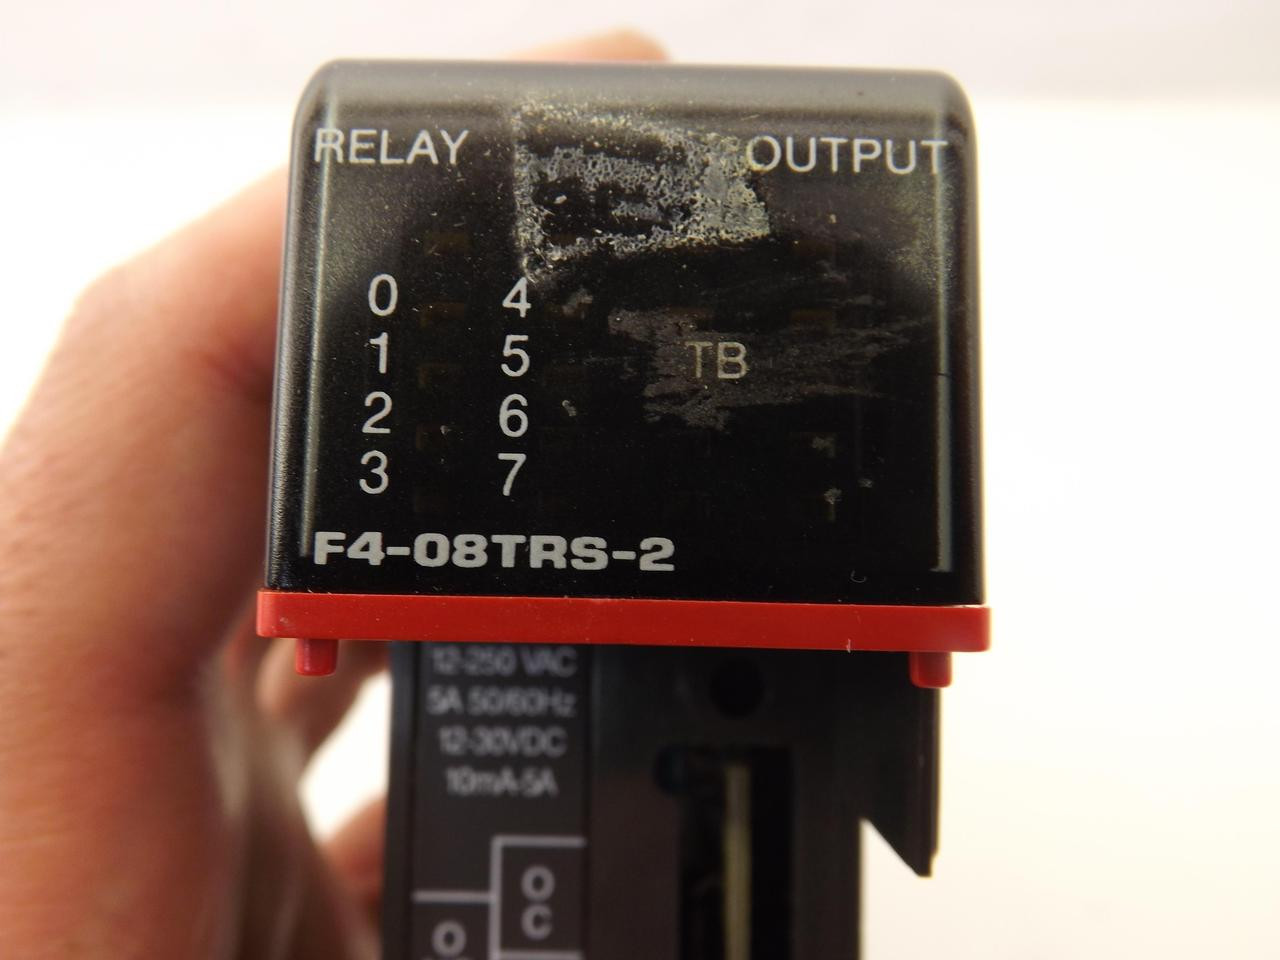 RELAY OUTPUT
0 4
1 5 TB
2 6
3 7
F4-08TRS-2
12-250 VAC
5A 50/60Hz
12-30VDC
10mA-5A
O
C
O